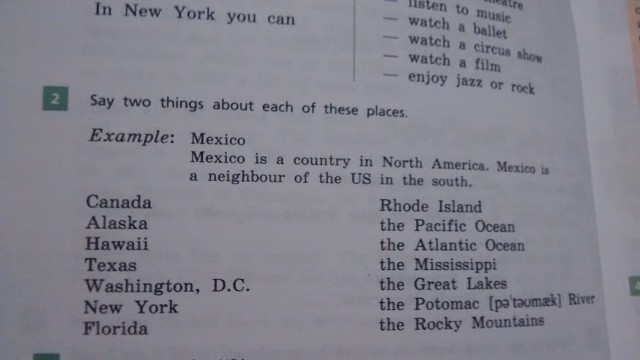 In New York you can
listen to music
— watch a ballet
— watch a circus show
— watch a film
— enjoy jazz or rock
2 Say two things about each of these places.
Example: Mexico
Mexico is a country in North America. Mexico is
a neighbour of the US in the south.
Canada
Alaska
Hawaii
Texas
Washington, D.C.
New York
Florida
Rhode Island
the Pacific Ocean
the Atlantic Ocean
the Mississippi
the Great Lakes
the Potomac [pə'təʊmæk] River
the Rocky Mountains